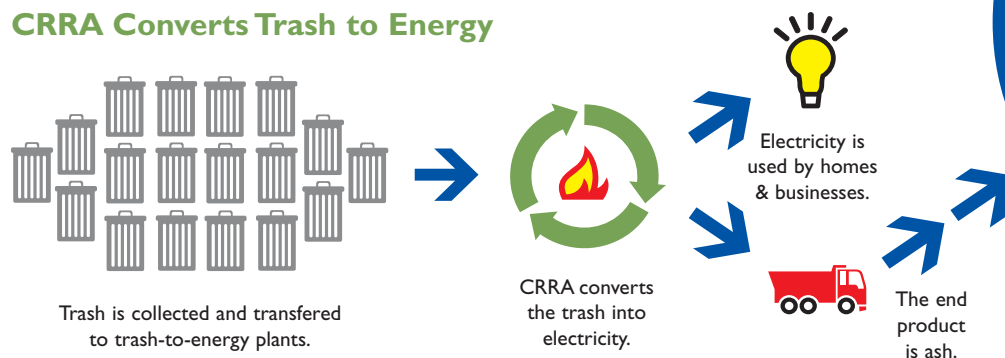 CRRA Converts Trash to Energy
Trash is collected and transfered
to trash-to-energy plants.
CRRA converts
the trash into
electricity.
Electricity is
used by homes
& businesses.
The end
product
is ash.